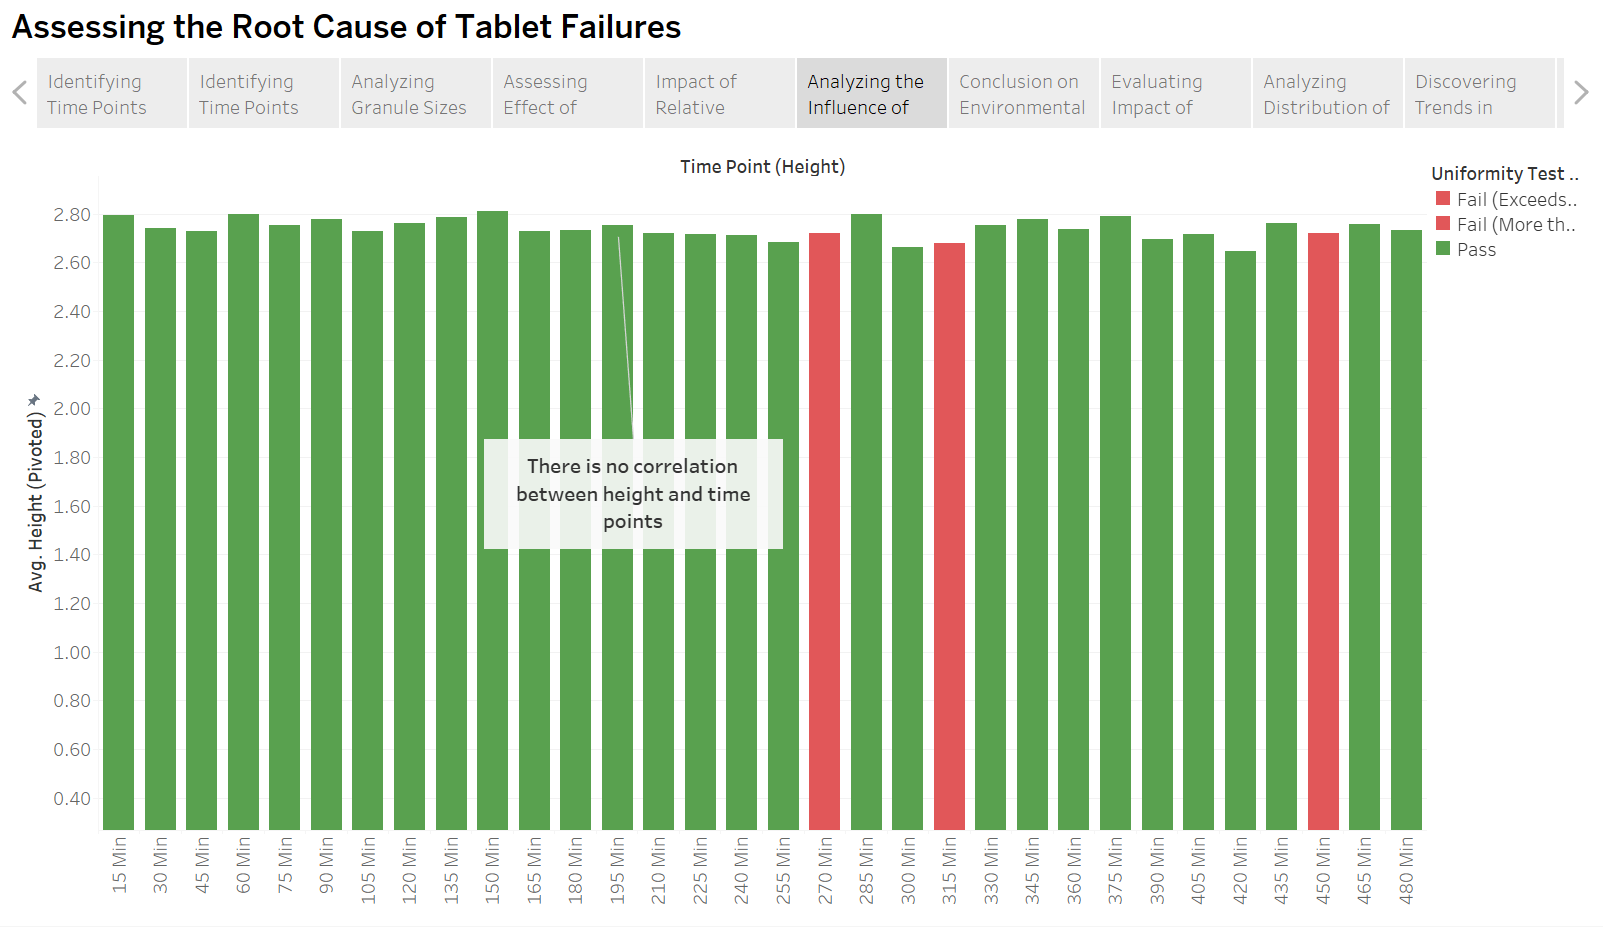 Assessing the Root Cause of Tablet Failures
Identifying
Time Points
Identifying
Time Points
Analyzing
Granule Sizes
Assessing
Effect of
Impact of
Relative
Analyzing the
Influence of
Conclusion on
Environmental
Evaluating
Impact of
Analyzing
Distribution of
Discovering
Trends in
Time Point (Height)
Uniformity Test ..
Fail (Exceeds..
Fail (More th..
Pass
Avg. Height (Pivoted)
2.80
2.60
2.40
2.20
2.00
1.80
1.60
1.40
1.20
1.00
0.80
0.60
0.40
There is no correlation
between height and time
points
15 Min
30 Min
45 Min
60 Min
75 Min
90 Min
105 Min
120 Min
135 Min
150 Min
165 Min
180 Min
195 Min
210 Min
225 Min
240 Min
255 Min
270 Min
285 Min
300 Min
315 Min
330 Min
345 Min
360 Min
375 Min
390 Min
405 Min
420 Min
435 Min
450 Min
465 Min
480 Min